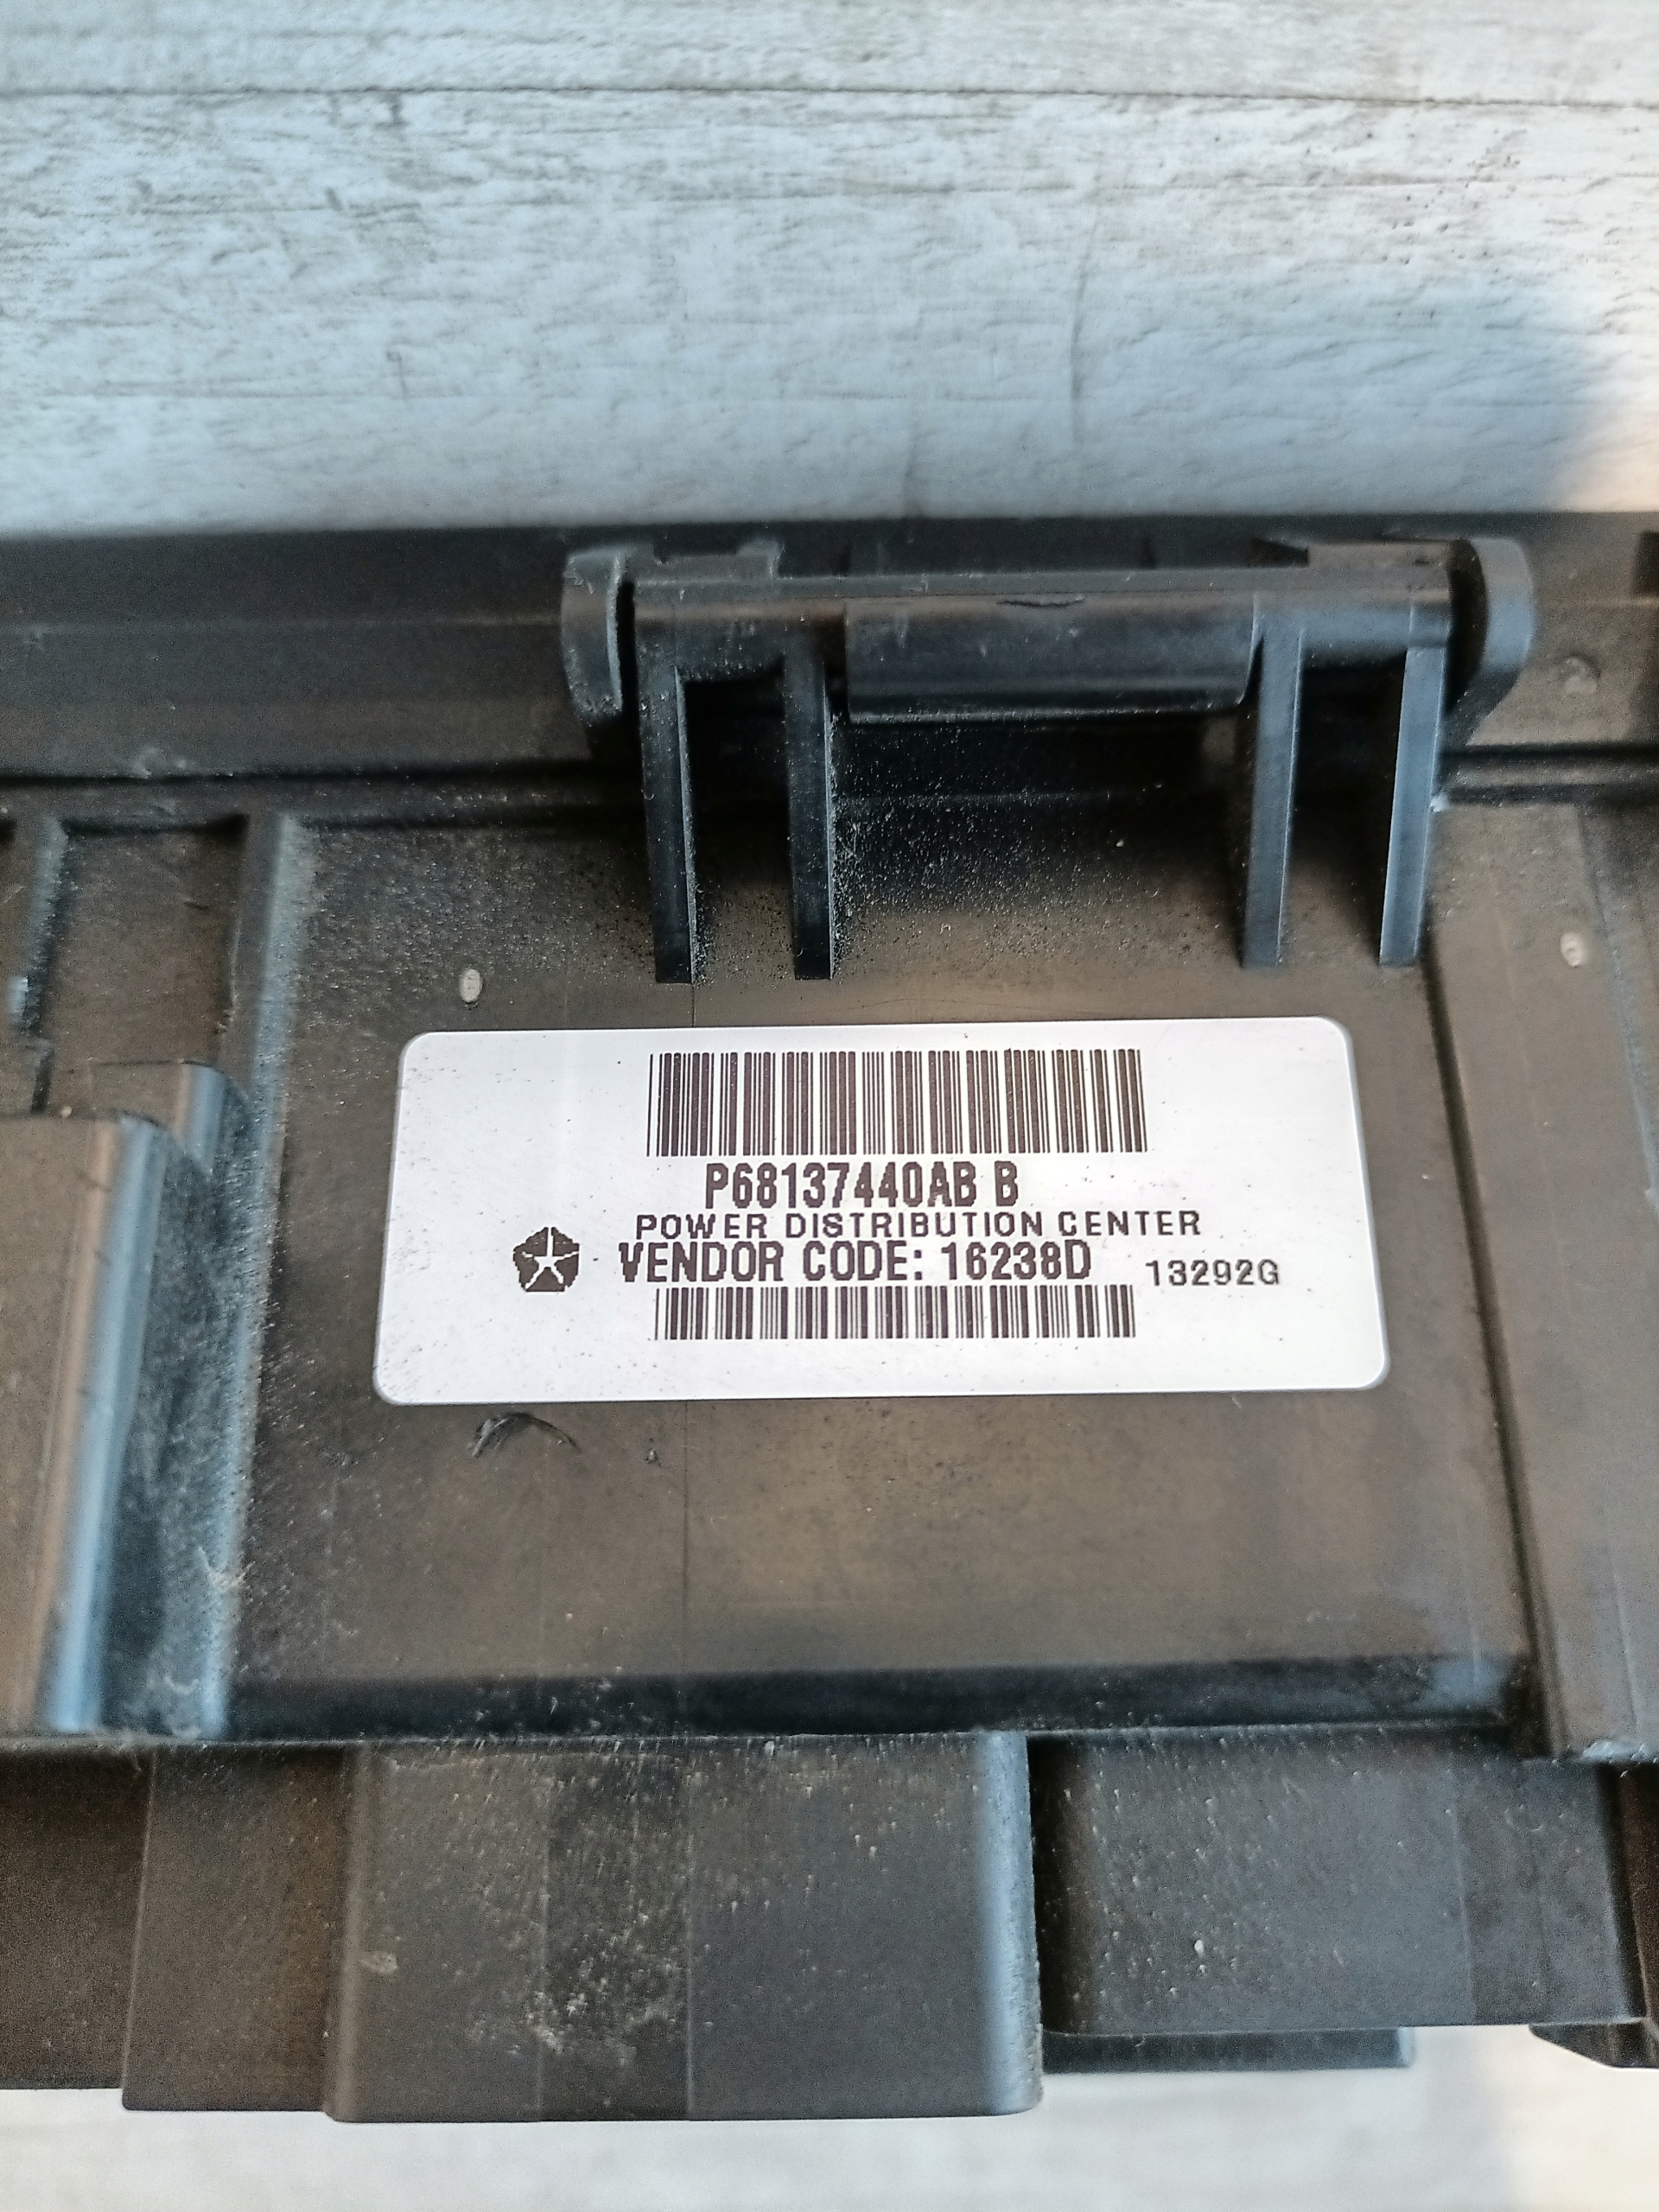 P68137440AB B
POWER DISTRIBUTION CENTER
VENDOR CODE: 16238D 13292G